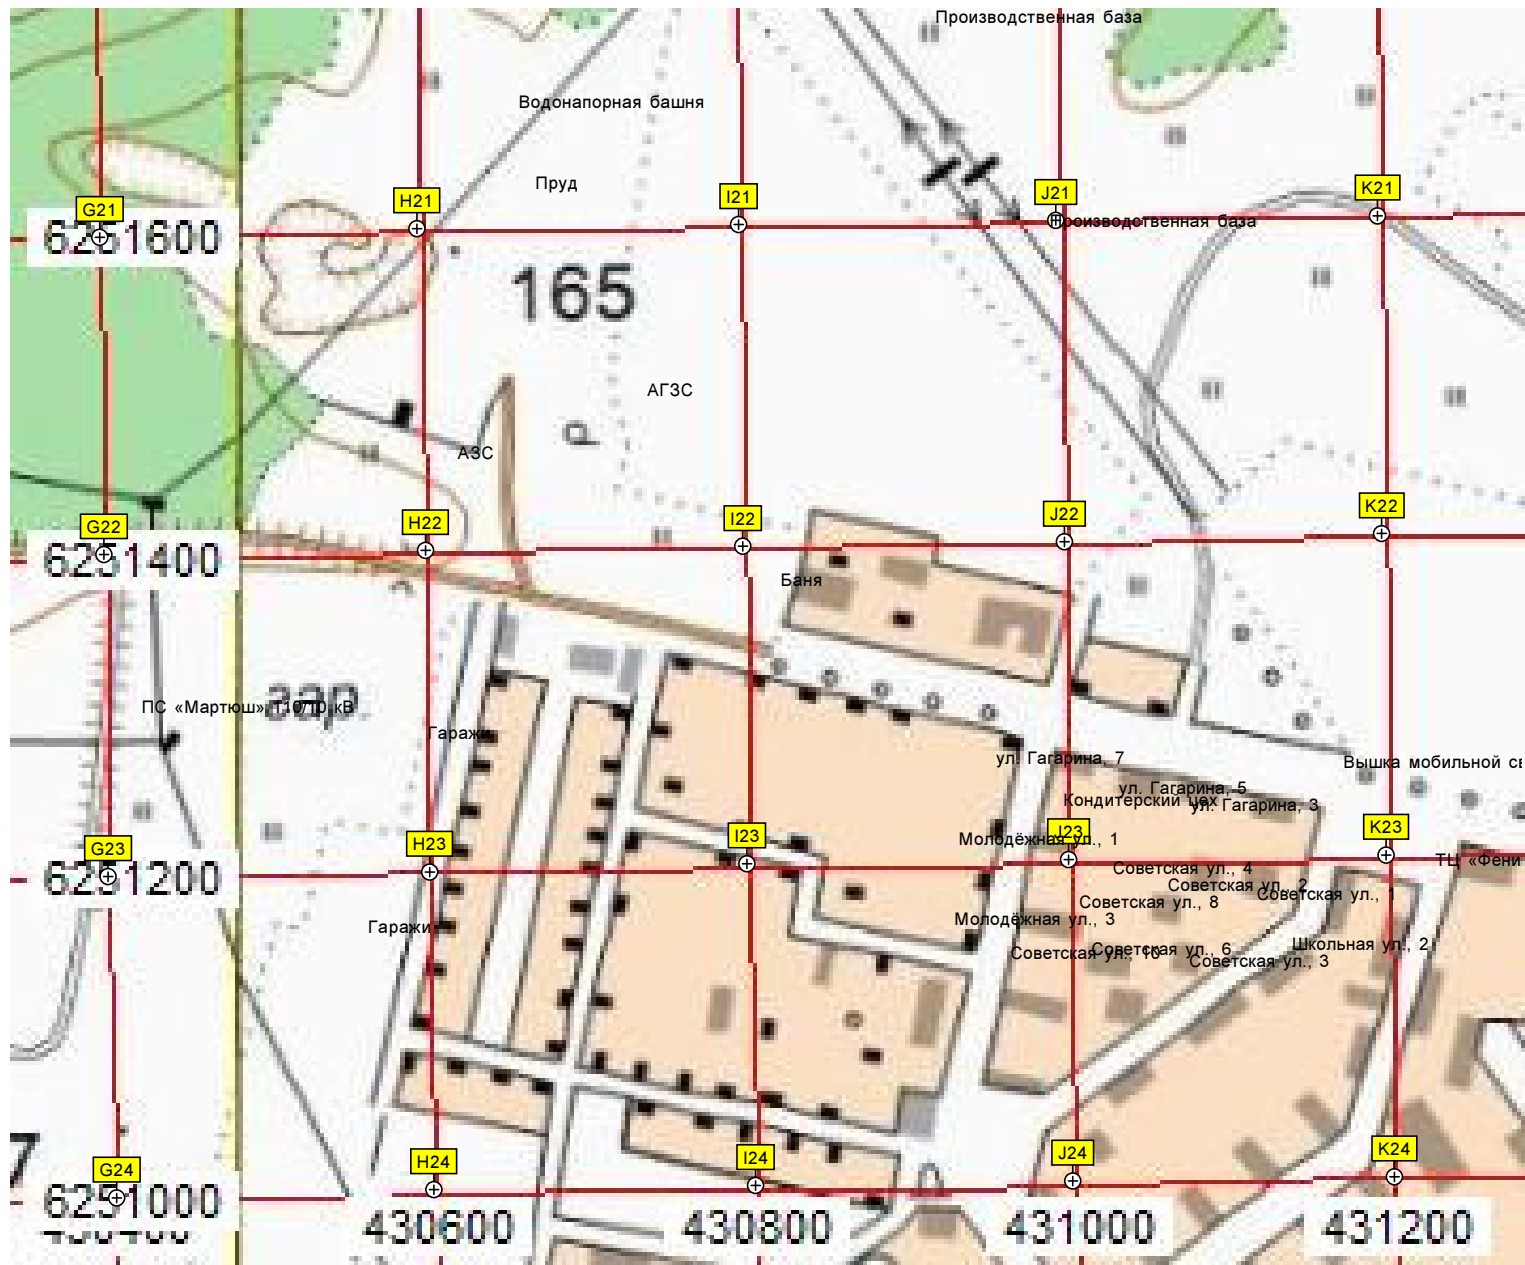 Производственная база
Водонапорная башня
Пруд
G21
H21
I21
J21
K21
6251600
Производственная база
165
АГЗС
АЗС
G22
H22
I22
J22
K22
6251400
Баня
ПС «Мартюш», 110/10 кВ
зар
Гаражи
ул. Гагарина, 7
Вышка мобильной св
ул. Гагарина, 5
Кондитерский цех
ул. Гагарина, 3
G23
H23
I23
J23
K23
Молодёжная ул., 1
ТЦ «Фени
6251200
Советская ул., 4
Советская ул., 2
Советская ул., 1
Советская ул., 8
Молодёжная ул., 3
Гаражи
Школьная ул., 2
Советская ул., 6
Советская ул., 10
Советская ул., 3
7
G24
H24
I24
J24
K24
6251000
430400
430600
430800
431000
431200